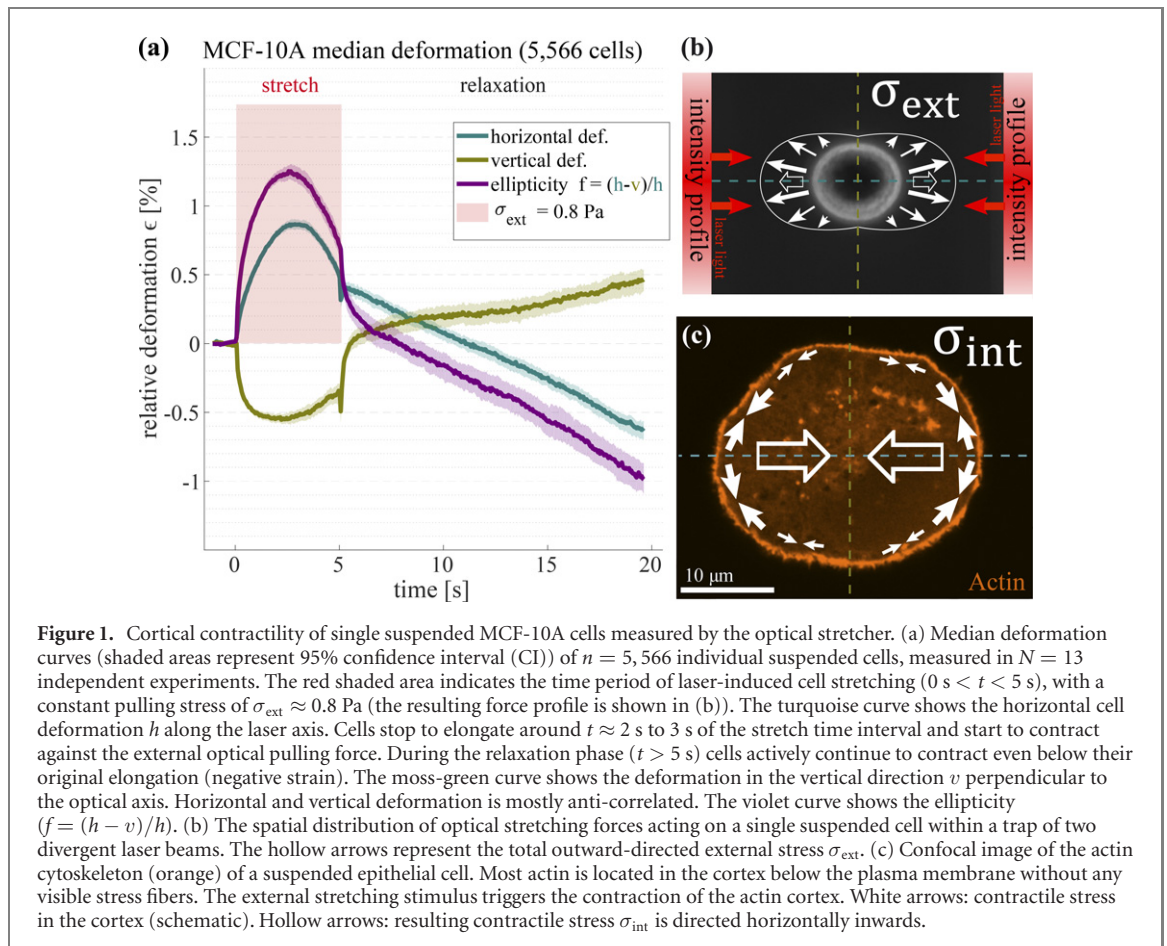 (a) MCF-10A median deformation (5,566 cells)
stretch
relaxation
horizontal def.
vertical def.
ellipticity f = (h-v)/h
σext = 0.8 Pa
relative deformation ϵ [%]
1.5
1
0.5
0
-0.5
-1
0
5
10
15
20
time [s]
(b)
σext
intensity profile
laser light
laser light
laser light
laser light
intensity profile
(c)
σint
10 μm
Actin
Figure 1. Cortical contractility of single suspended MCF-10A cells measured by the optical stretcher. (a) Median deformation
curves (shaded areas represent 95% confidence interval (CI)) of n = 5, 566 individual suspended cells, measured in N = 13
independent experiments. The red shaded area indicates the time period of laser-induced cell stretching (0 s < t < 5 s), with a
constant pulling stress of σext ≈ 0.8 Pa (the resulting force profile is shown in (b)). The turquoise curve shows the horizontal cell
deformation h along the laser axis. Cells stop to elongate around t ≈ 2 s to 3 s of the stretch time interval and start to contract
against the external optical pulling force. During the relaxation phase (t > 5 s) cells actively continue to contract even below their
original elongation (negative strain). The moss-green curve shows the deformation in the vertical direction v perpendicular to
the optical axis. Horizontal and vertical deformation is mostly anti-correlated. The violet curve shows the ellipticity
(f = (h − v)/h). (b) The spatial distribution of optical stretching forces acting on a single suspended cell within a trap of two
divergent laser beams. The hollow arrows represent the total outward-directed external stress σext. (c) Confocal image of the actin
cytoskeleton (orange) of a suspended epithelial cell. Most actin is located in the cortex below the plasma membrane without any
visible stress fibers. The external stretching stimulus triggers the contraction of the actin cortex. White arrows: contractile stress
in the cortex (schematic). Hollow arrows: resulting contractile stress σint is directed horizontally inwards.